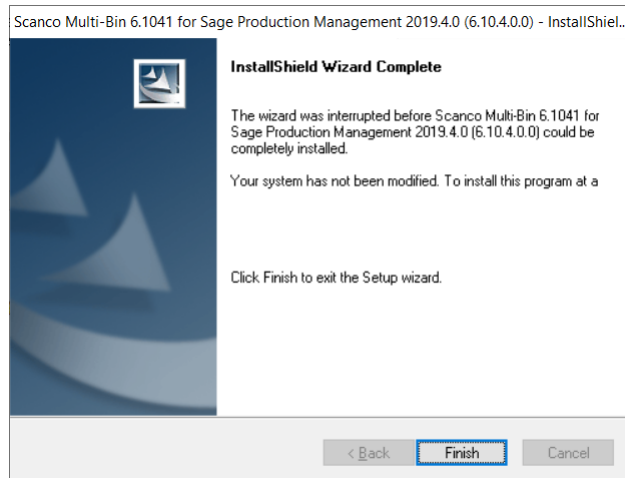 Scanco Multi-Bin 6.1041 for Sage Production Management 2019.4.0 (6.10.4.0.0) - InstallShiel...
InstallShield Wizard Complete
The wizard was interrupted before Scanco Multi-Bin 6.1041 for
Sage Production Management 2019.4.0 (6.10.4.0.0) could be
completely installed.
Your system has not been modified. To install this program at a
Click Finish to exit the Setup wizard.
< Back
Finish
Cancel